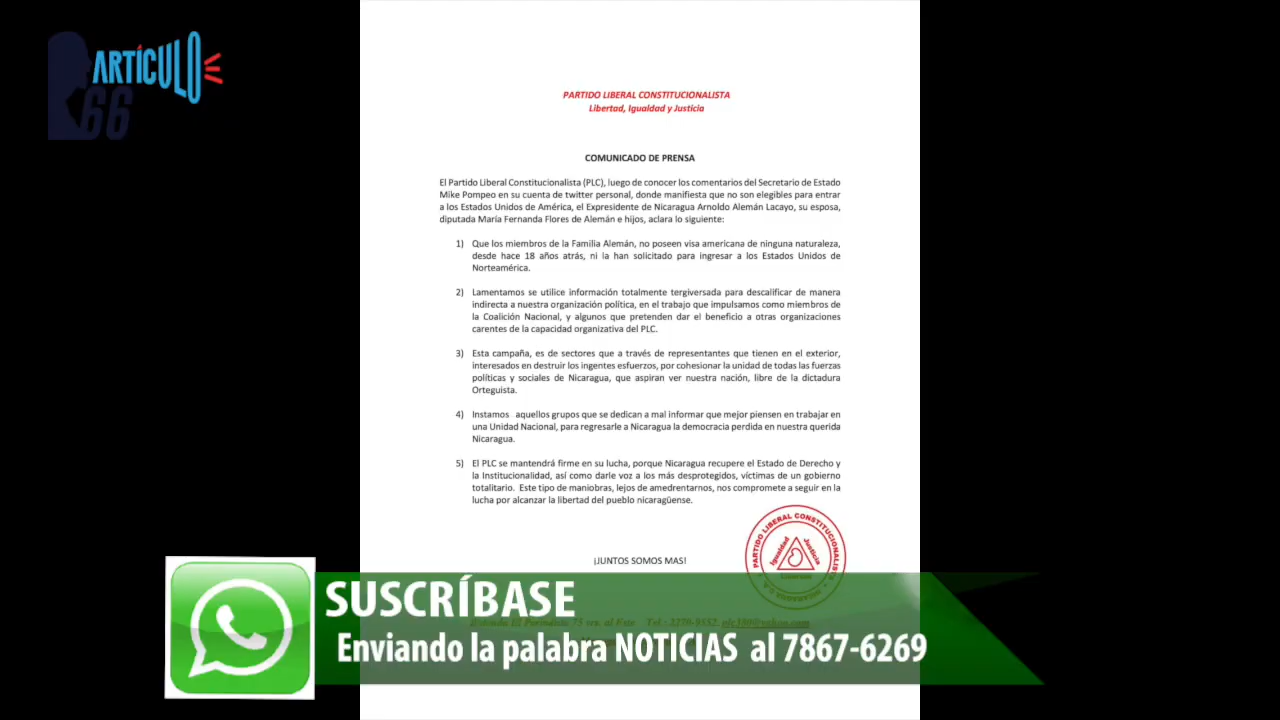 ARTÍCULO
66
PARTIDO LIBERAL CONSTITUCIONALISTA
Libertad, Igualdad y Justicia
COMUNICADO DE PRENSA
El Partido Liberal Constitucionalista (PLC), luego de conocer los comentarios del Secretario de Estado
Mike Pompeo en su cuenta de twitter personal, donde manifiesta que no son elegibles para entrar
a los Estados Unidos de América, el Expresidente de Nicaragua Arnoldo Alemán Lacayo, su esposa,
diputada María Fernanda Flores de Alemán e hijos, aclara lo siguiente:
1) Que los miembros de la Familia Alemán, no poseen visa americana de ninguna naturaleza,
desde hace 18 años atrás, ni la han solicitado para ingresar a los Estados Unidos de
Norteamérica.
2) Lamentamos se utilice información totalmente tergiversada para descalificar de manera
indirecta a nuestra organización política, en el trabajo que impulsamos como miembros de
la Coalición Nacional, y algunos que pretenden dar el beneficio a otras organizaciones
carentes de la capacidad organizativa del PLC.
3) Esta campaña, es de sectores que a través de representantes que tienen en el exterior,
interesados en destruir los ingentes esfuerzos, por cohesionar la unidad de todas las fuerzas
políticas y sociales de Nicaragua, que aspiran ver nuestra nación, libre de la dictadura
Orteguista.
4) Instamos aquellos grupos que se dedican a mal informar que mejor piensen en trabajar en
una Unidad Nacional, para regresarle a Nicaragua la democracia perdida en nuestra querida
Nicaragua.
5) El PLC se mantendrá firme en su lucha, porque Nicaragua recupere el Estado de Derecho y
la Institucionalidad, así como darle voz a los más desprotegidos, víctimas de un gobierno
totalitario. Este tipo de maniobras, lejos de amedrentarnos, nos compromete a seguir en la
lucha por alcanzar la libertad del pueblo nicaragüense.
¡JUNTOS SOMOS MAS!
PARTIDO LIBERAL CONSTITUCIONALISTA
Igualdad
Justicia
SUSCRÍBASE
Enviando la palabra NOTICIAS al 7867-6269